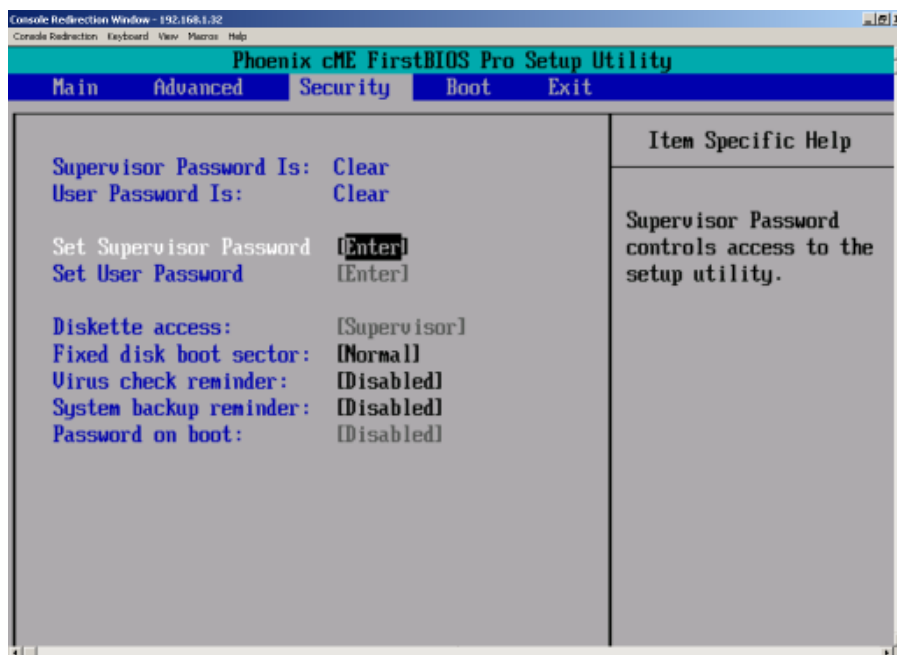 Console Redirection Window - 192.168.1.32
Console Redirection Keyboard View Macros Help
Phoenix cME FirstBIOS Pro Setup Utility
Main Advanced Security Boot Exit
Item Specific Help
Supervisor Password Is: Clear
User Password Is: Clear
Set Supervisor Password [Enter]
Set User Password [Enter]
Diskette access: [Supervisor]
Fixed disk boot sector: [Normal]
Virus check reminder: [Disabled]
System backup reminder: [Disabled]
Password on boot: [Disabled]
Supervisor Password
controls access to the
setup utility.